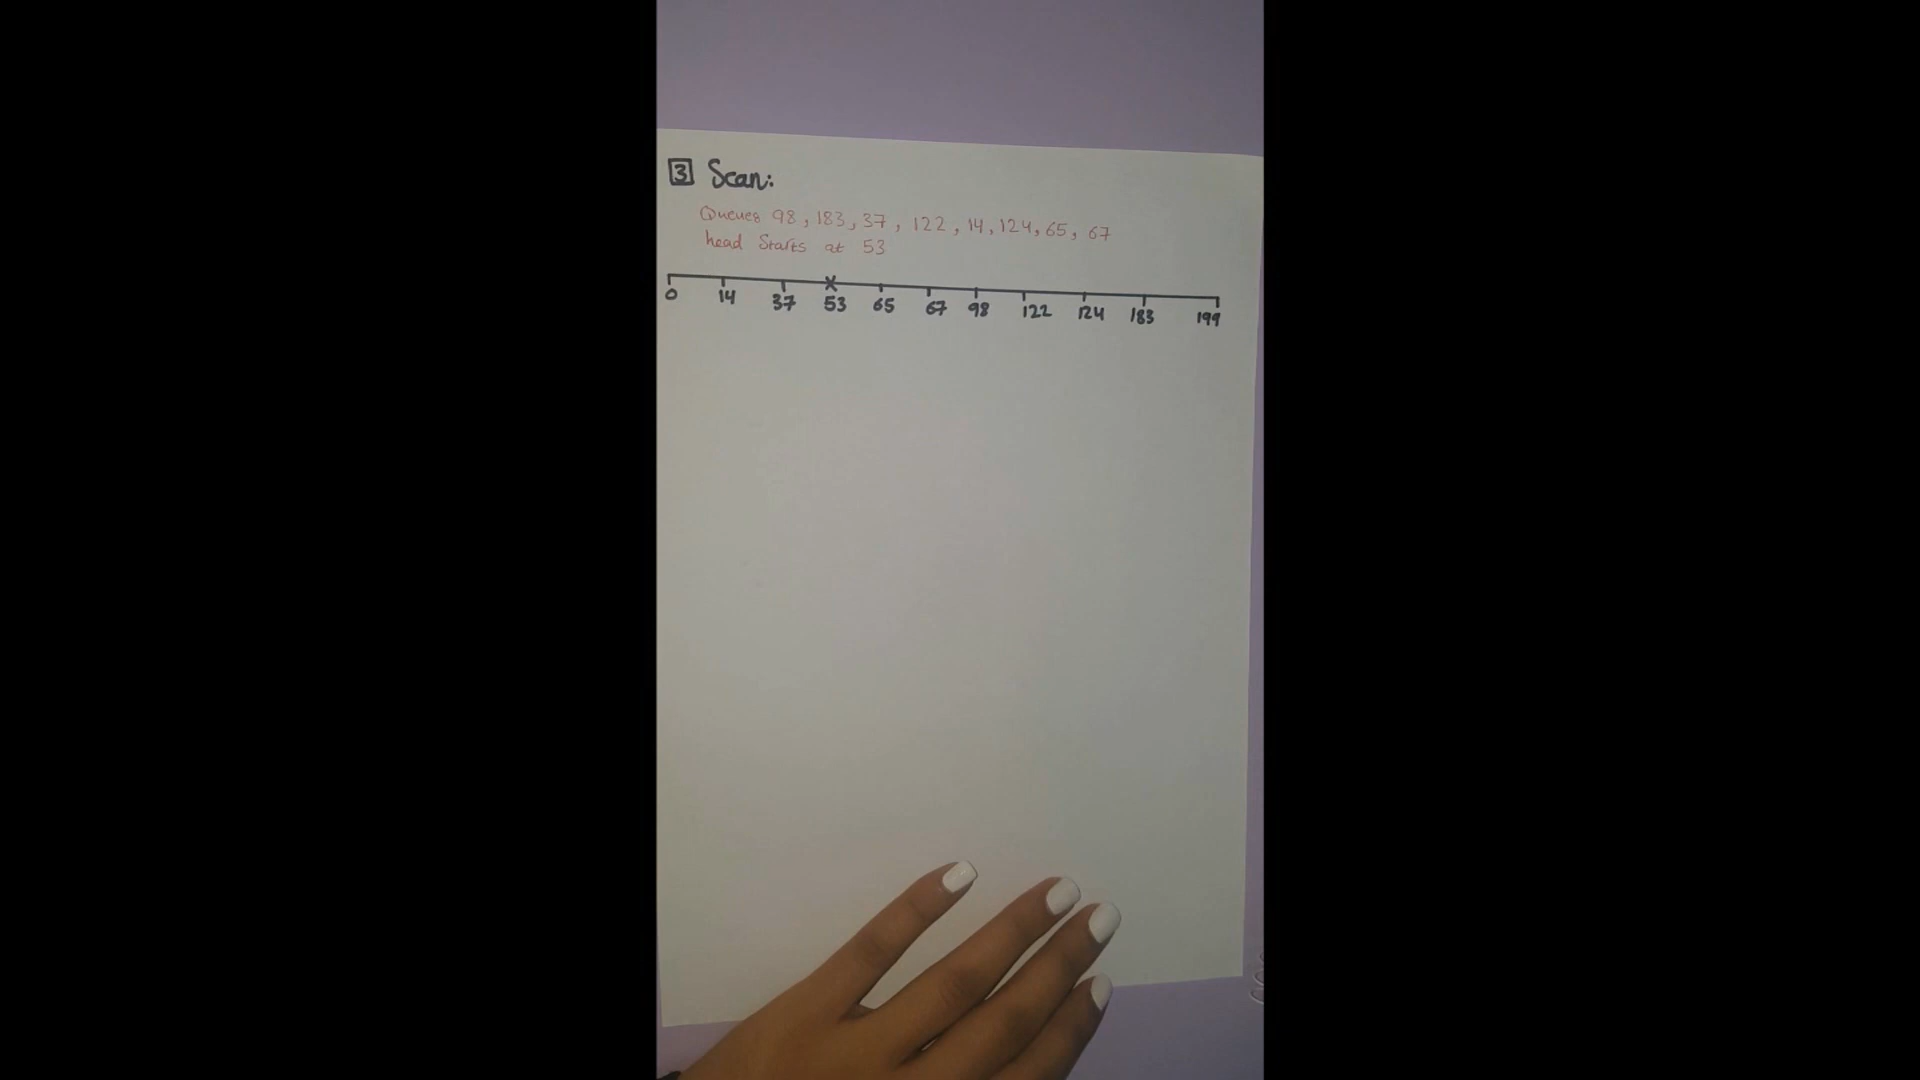 3 Scan:
Queue 98, 183, 37, 122, 14, 124, 65, 67
head Starts at 53
0 14 37 53 65 67 98 122 124 183 199